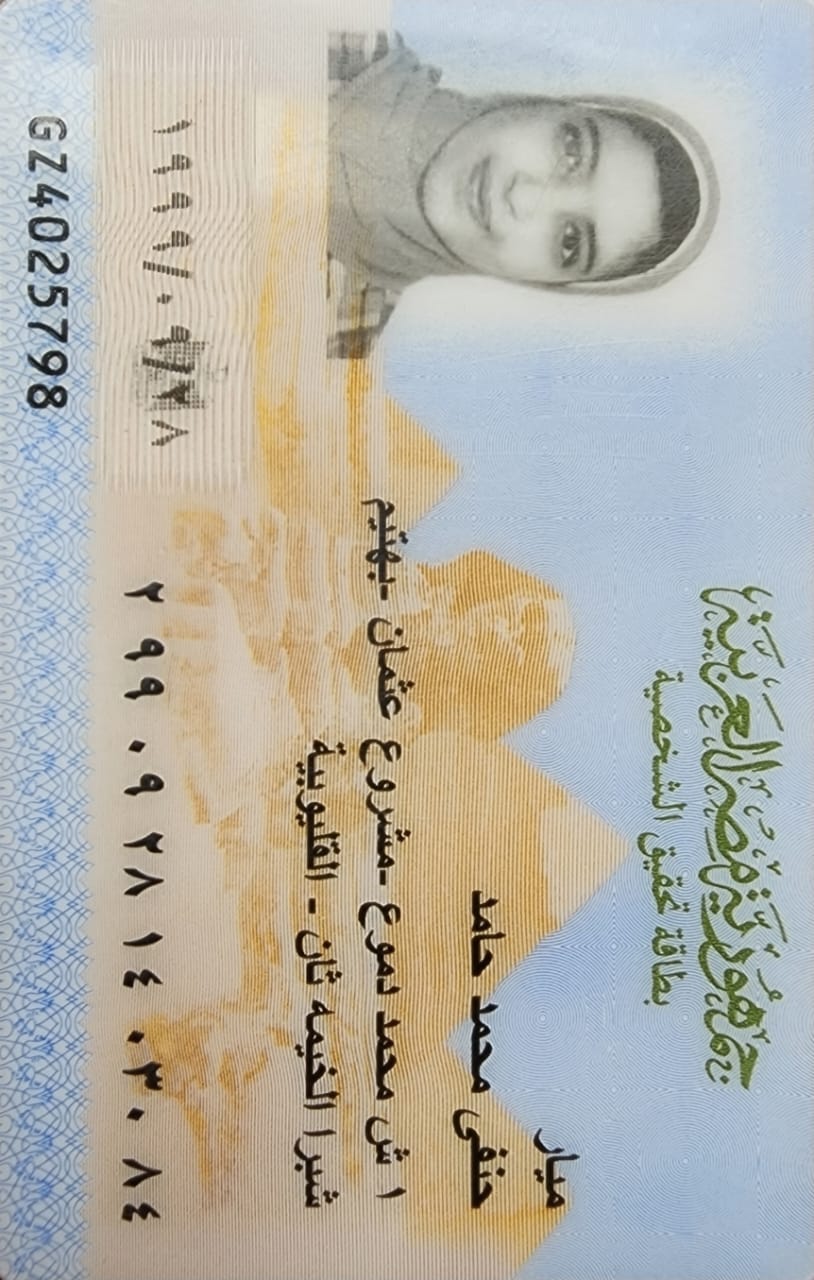 جمهورية مصر العربية
بطاقة تحقيق الشخصية
ميار
حنفى محمد حامد
١ ش محمد دموع -مشروع عثمان -بهتيم
شبرا الخيمه ثان - القليوبية
١٩٩٩/٠٩/٢٨
٢ ٩٩ ٠٩ ٢٨ ١٤ ٠٣٠ ٨٤
GZ4025798